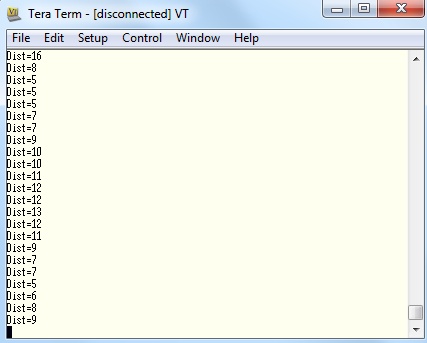 Tera Term - [disconnected] VT
File Edit Setup Control Window Help
Dist=16
Dist=8
Dist=5
Dist=5
Dist=5
Dist=7
Dist=7
Dist=9
Dist=10
Dist=10
Dist=11
Dist=12
Dist=12
Dist=13
Dist=12
Dist=11
Dist=9
Dist=7
Dist=7
Dist=5
Dist=6
Dist=8
Dist=9